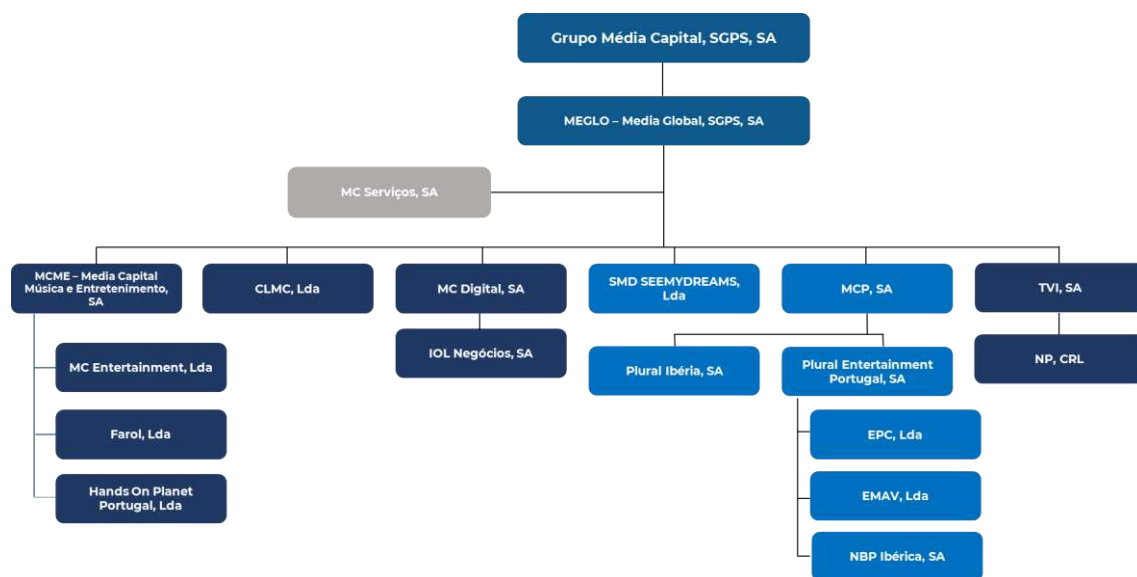 Grupo Média Capital, SGPS, SA
MEGLO – Media Global, SGPS, SA
MC Serviços, SA
MCME – Media Capital
Música e Entretenimento,
SA
CLMC, Lda
MC Digital, SA
SMD SEEMYDREAMS,
Lda
MCP, SA
TVI, SA
IOL Negócios, SA
Plural Ibéria, SA
Plural Entertainment
Portugal, SA
NP, CRL
MC Entertainment, Lda
Farol, Lda
Hands On Planet
Portugal, Lda
EPC, Lda
EMAV, Lda
NBP Ibérica, SA